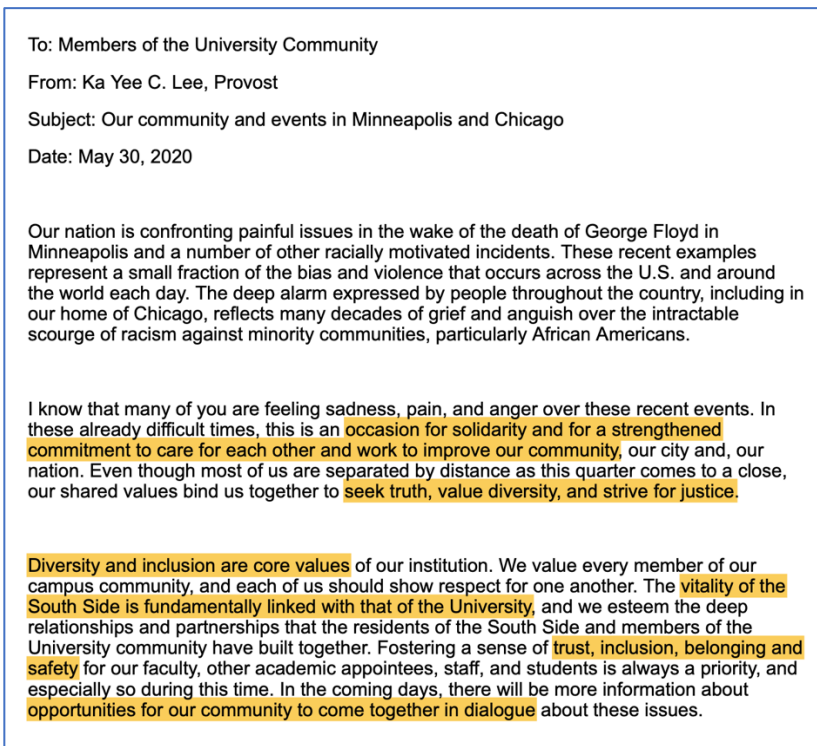 To: Members of the University Community
From: Ka Yee C. Lee, Provost
Subject: Our community and events in Minneapolis and Chicago
Date: May 30, 2020
Our nation is confronting painful issues in the wake of the death of George Floyd in
Minneapolis and a number of other racially motivated incidents. These recent examples
represent a small fraction of the bias and violence that occurs across the U.S. and around
the world each day. The deep alarm expressed by people throughout the country, including in
our home of Chicago, reflects many decades of grief and anguish over the intractable
scourge of racism against minority communities, particularly African Americans.
I know that many of you are feeling sadness, pain, and anger over these recent events. In
these already difficult times, this is an occasion for solidarity and for a strengthened
commitment to care for each other and work to improve our community, our city and, our
nation. Even though most of us are separated by distance as this quarter comes to a close,
our shared values bind us together to seek truth, value diversity, and strive for justice.
Diversity and inclusion are core values of our institution. We value every member of our
campus community, and each of us should show respect for one another. The vitality of the
South Side is fundamentally linked with that of the University, and we esteem the deep
relationships and partnerships that the residents of the South Side and members of the
University community have built together. Fostering a sense of trust, inclusion, belonging and
safety for our faculty, other academic appointees, staff, and students is always a priority, and
especially so during this time. In the coming days, there will be more information about
opportunities for our community to come together in dialogue about these issues.